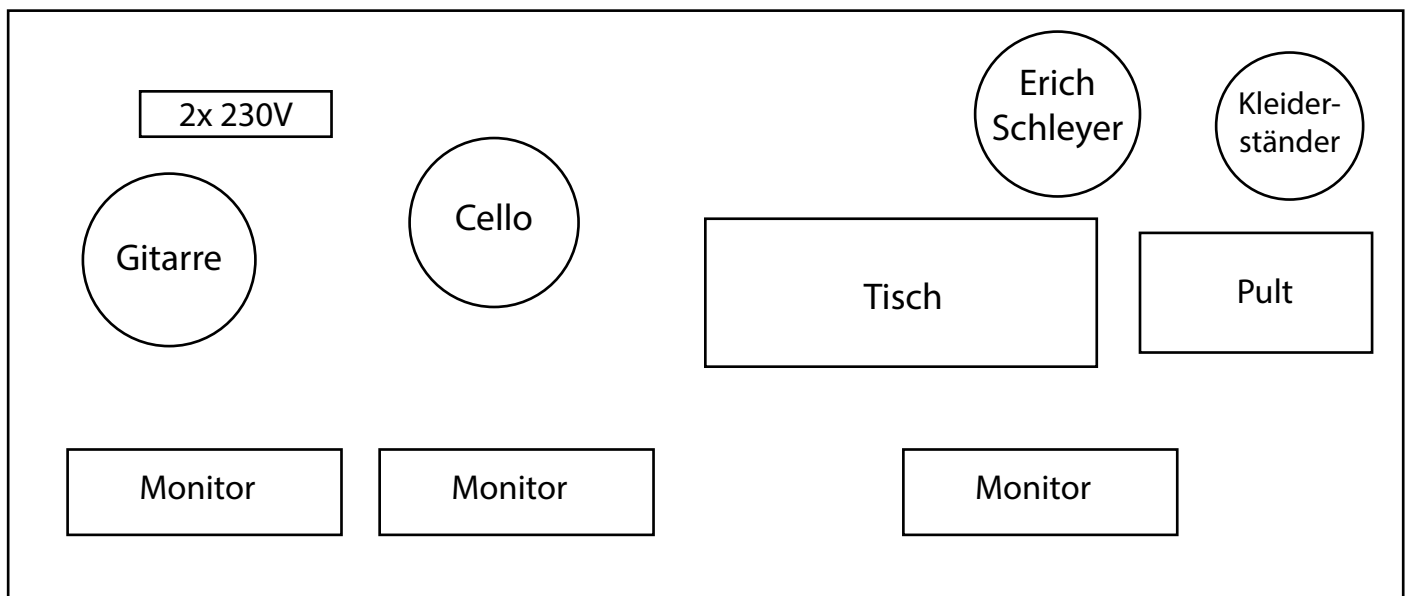 2x 230V
Gitarre
Cello
Erich
Schleyer
Kleider-
ständer
Tisch
Pult
Monitor
Monitor
Monitor